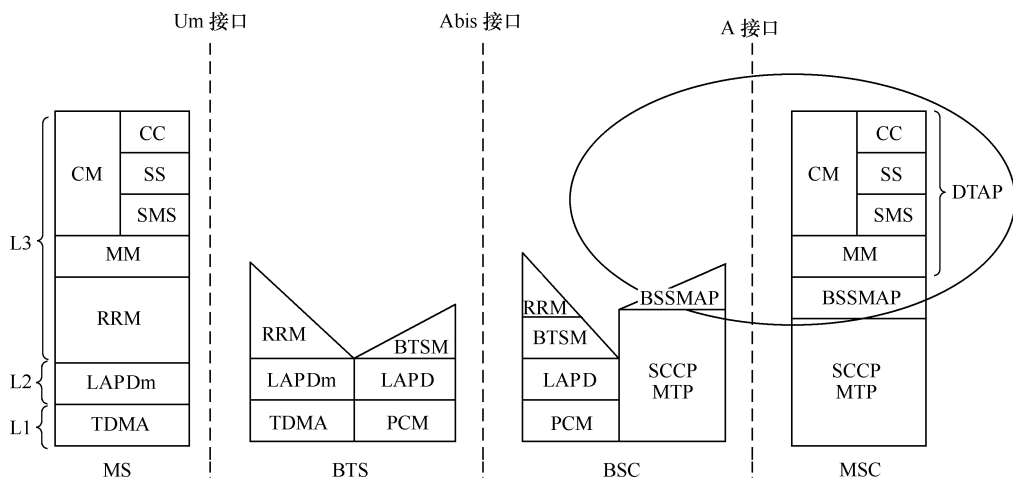 Um 接口
Abis 接口
A 接口
L3
CM
CC
SS
SMS
MM
RRM
L2
LAPDm
L1
TDMA
MS
RRM
BTSM
LAPDm
LAPD
TDMA
PCM
BTS
RRM
BTSM
LAPD
PCM
BSSMAP
SCCP
MTP
BSC
CM
CC
SS
SMS
DTAP
MM
BSSMAP
SCCP
MTP
MSC